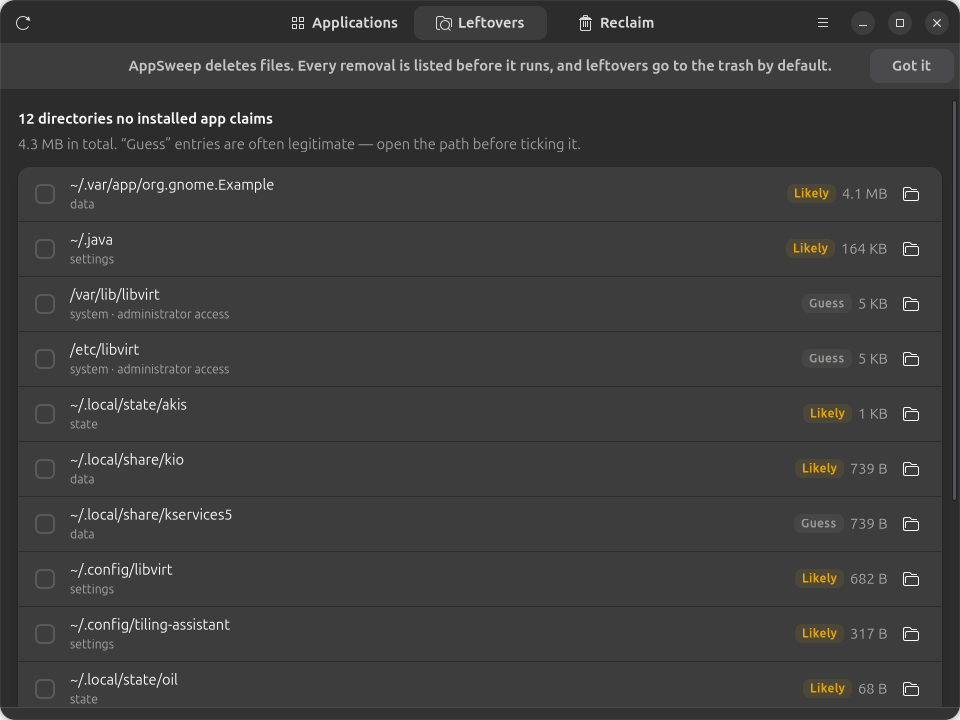 Applications
Leftovers
Reclaim
AppSweep deletes files. Every removal is listed before it runs, and leftovers go to the trash by default.
Got it
12 directories no installed app claims
4.3 MB in total. “Guess” entries are often legitimate — open the path before ticking it.
~/.var/app/org.gnome.Example
data
Likely
4.1 MB
~/.java
settings
Likely
164 KB
/var/lib/libvirt
system · administrator access
Guess
5 KB
/etc/libvirt
system · administrator access
Guess
5 KB
~/.local/state/akis
state
Likely
1 KB
~/.local/share/kio
data
Likely
739 B
~/.local/share/kservices5
data
Guess
739 B
~/.config/libvirt
settings
Likely
682 B
~/.config/tiling-assistant
settings
Likely
317 B
~/.local/state/oil
state
Likely
68 B